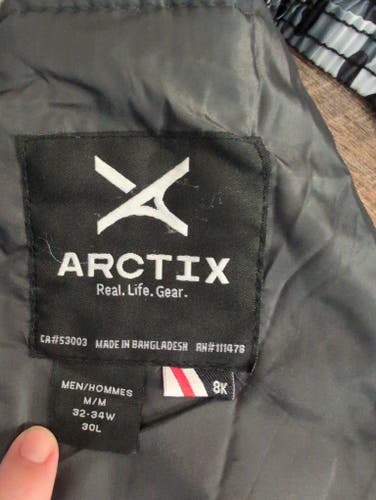 ARCTIX
Real. Life. Gear.
CA#53003 MADE IN BANGLADESH RN#111478
8K
MEN/HOMMES
M/M
32-34W
30L